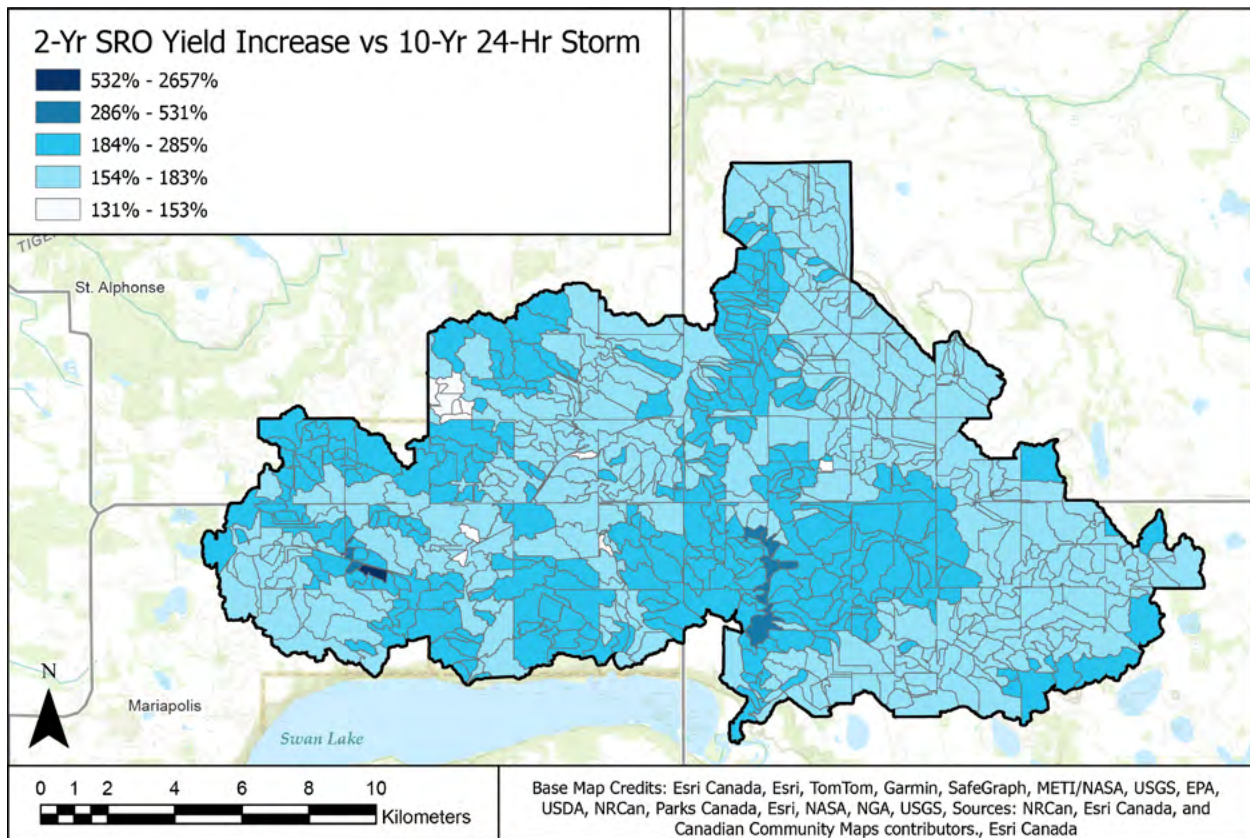 2-Yr SRO Yield Increase vs 10-Yr 24-Hr Storm
532% - 2657%
286% - 531%
184% - 285%
154% - 183%
131% - 153%
TIGE
St. Alphonse
N
Mariapolis
Swan Lake
0 1 2 4 6 8 10
Kilometers
Base Map Credits: Esri Canada, Esri, TomTom, Garmin, SafeGraph, METI/NASA, USGS, EPA,
USDA, NRCan, Parks Canada, Esri, NASA, NGA, USGS, Sources: NRCan, Esri Canada, and
Canadian Community Maps contributors., Esri Canada